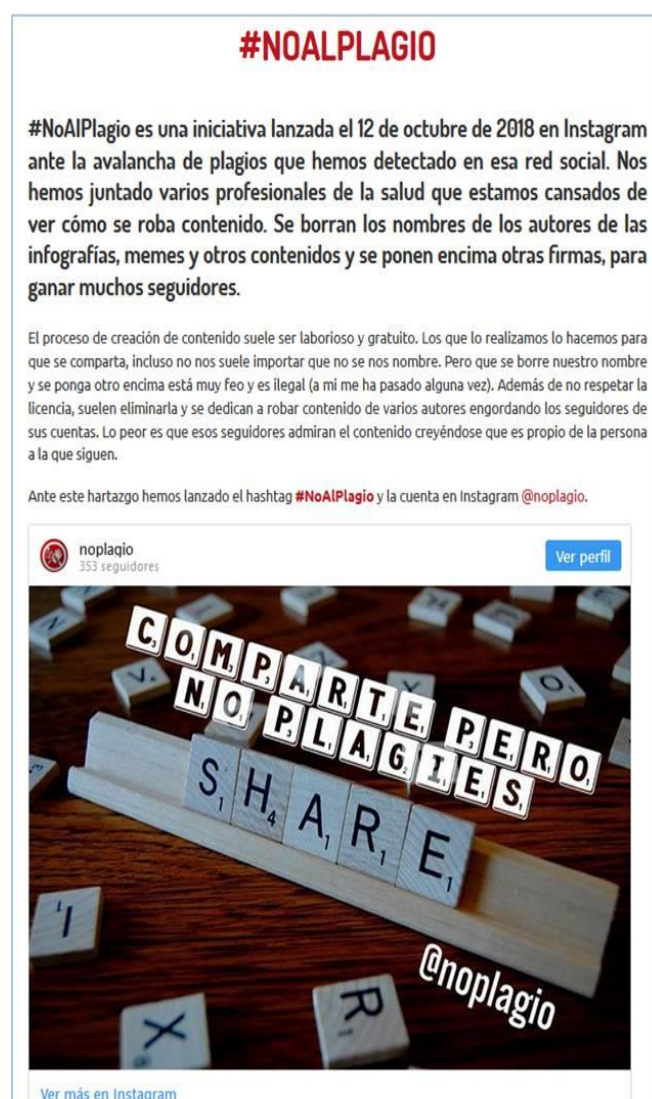 #NOALPLAGIO
#NoAlPlagio es una iniciativa lanzada el 12 de octubre de 2018 en Instagram
ante la avalancha de plagios que hemos detectado en esa red social. Nos
hemos juntado varios profesionales de la salud que estamos cansados de
ver cómo se roba contenido. Se borran los nombres de los autores de las
infografías, memes y otros contenidos y se ponen encima otras firmas, para
ganar muchos seguidores.
El proceso de creación de contenido suele ser laborioso y gratuito. Los que lo realizamos lo hacemos para
que se comparta, incluso no nos suele importar que no se nos nombre. Pero que se borre nuestro nombre
y se ponga otro encima está muy feo y es ilegal (a mi me ha pasado alguna vez). Además de no respetar la
licencia, suelen eliminarla y se dedican a robar contenido de varios autores engordando los seguidores de
sus cuentas. Lo peor es que esos seguidores admiran el contenido creyéndose que es propio de la persona
a la que siguen.
Ante este hartazgo hemos lanzado el hashtag #NoAlPlagio y la cuenta en Instagram @noplagio.
noplagio
353 seguidores
Ver perfil
COMPARTE PERO
NO PLAGIES
SHARE
@noplagio
Ver más en Instagram